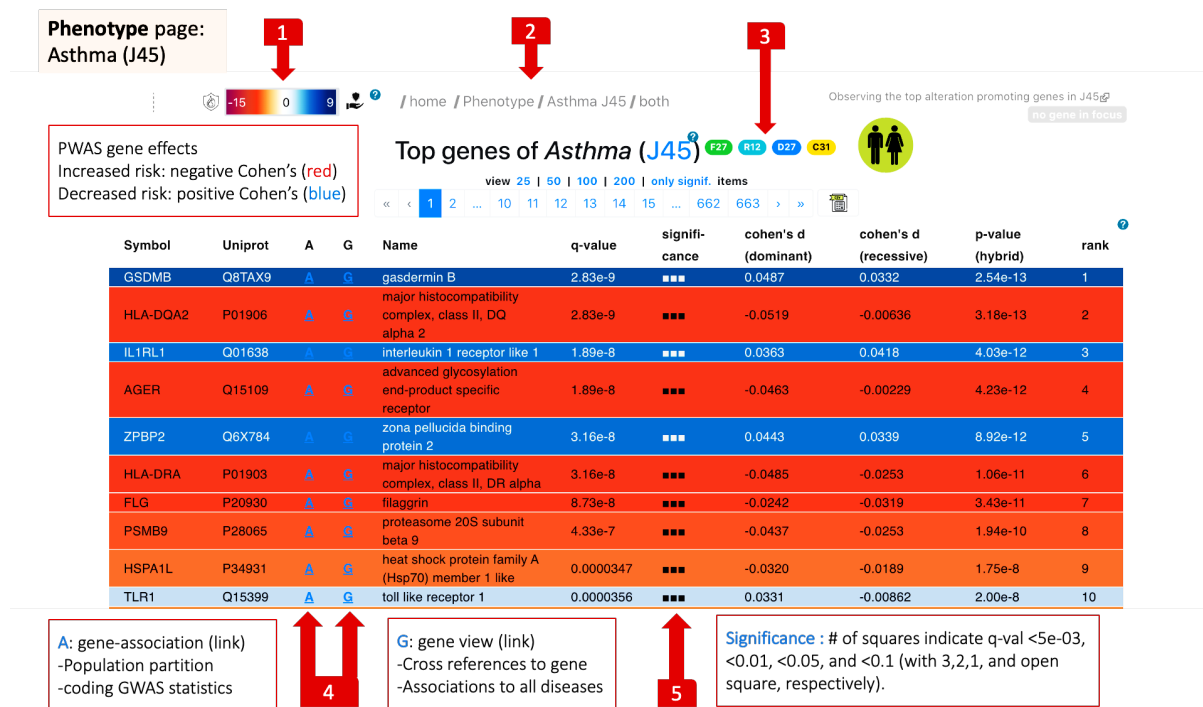 Phenotype page:
Asthma (J45)
1
2
3
-15 0 9
/ home / Phenotype / Asthma J45 / both
Observing the top alteration promoting genes in J45
no gene in focus
PWAS gene effects
Increased risk: negative Cohen's (red)
Decreased risk: positive Cohen's (blue)
Top genes of Asthma (J45) F27 R12 D27 C31
view 25 | 50 | 100 | 200 | only signif. items
« ‹ 1 2 ... 10 11 12 13 14 15 ... 662 663 › »
Symbol Uniprot A G Name q-value signifi-cance cohen's d (dominant) cohen's d (recessive) p-value (hybrid) rank
GSDMB Q8TAX9 A G gasdermin B 2.83e-9 ■■■ 0.0487 0.0332 2.54e-13 1
HLA-DQA2 P01906 A G major histocompatibility complex, class II, DQ alpha 2 2.83e-9 ■■■ -0.0519 -0.00636 3.18e-13 2
IL1RL1 Q01638 A G interleukin 1 receptor like 1 1.89e-8 ■■■ 0.0363 0.0418 4.03e-12 3
AGER Q15109 A G advanced glycosylation end-product specific receptor 1.89e-8 ■■■ -0.0463 -0.00229 4.23e-12 4
ZPBP2 Q6X784 A G zona pellucida binding protein 2 3.16e-8 ■■■ 0.0443 0.0339 8.92e-12 5
HLA-DRA P01903 A G major histocompatibility complex, class II, DR alpha 3.16e-8 ■■■ -0.0485 -0.0253 1.06e-11 6
FLG P20930 A G filaggrin 8.73e-8 ■■■ -0.0242 -0.0319 3.43e-11 7
PSMB9 P28065 A G proteasome 20S subunit beta 9 4.33e-7 ■■■ -0.0437 -0.0253 1.94e-10 8
HSPA1L P34931 A G heat shock protein family A (Hsp70) member 1 like 0.0000347 ■■■ -0.0320 -0.0189 1.75e-8 9
TLR1 Q15399 A G toll like receptor 1 0.0000356 ■■■ 0.0331 -0.00862 2.00e-8 10
A: gene-association (link)
-Population partition
-coding GWAS statistics
4
G: gene view (link)
-Cross references to gene
-Associations to all diseases
5
Significance : # of squares indicate q-val <5e-03,
<0.01, <0.05, and <0.1 (with 3,2,1, and open
square, respectively).